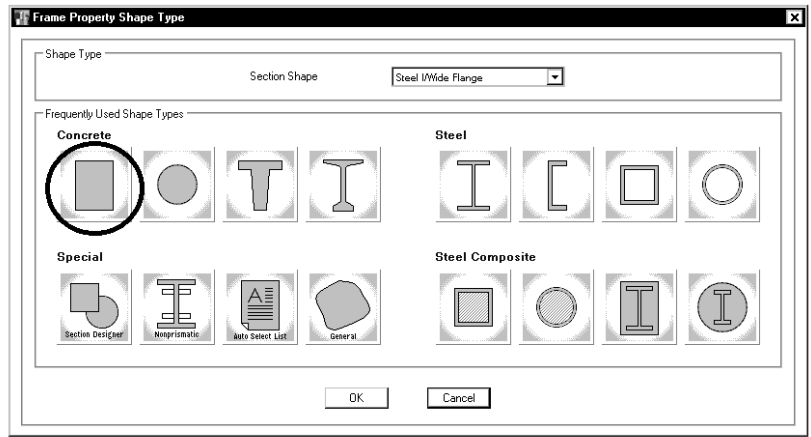 Frame Property Shape Type
Shape Type
Section Shape
Steel I/Wide Flange
Frequently Used Shape Types
Concrete
Steel
Special
Steel Composite
Section Designer
Nonprismatic
A
Auto Select List
General
OK
Cancel